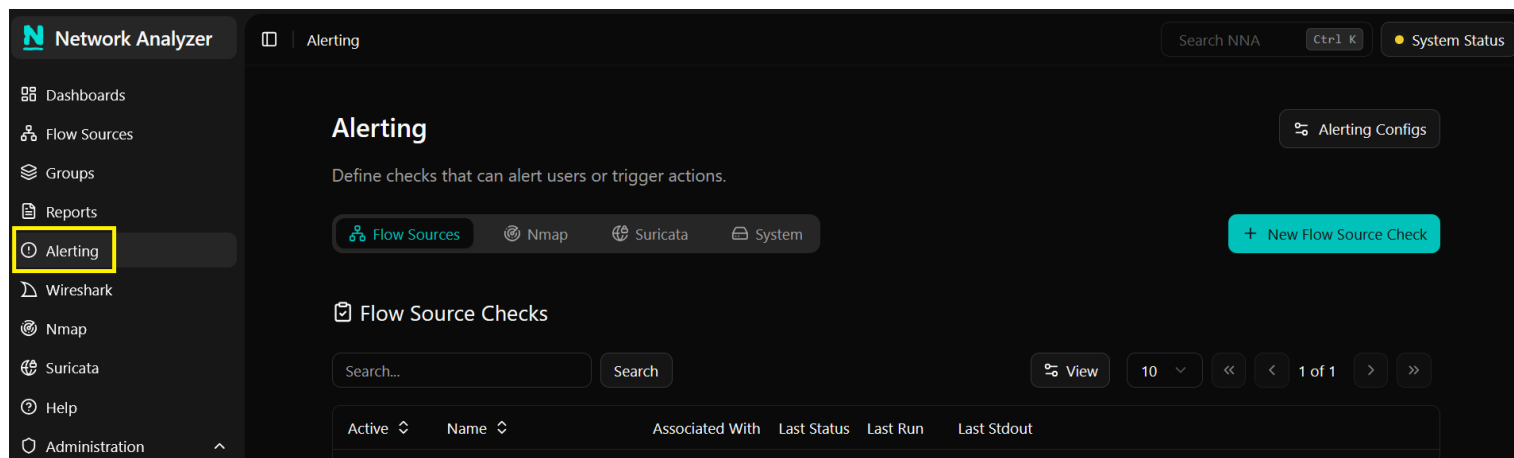 Network Analyzer
Alerting
Search NNA Ctrl K
System Status
Dashboards
Flow Sources
Groups
Reports
Alerting
Wireshark
Nmap
Suricata
Help
Administration
Alerting
Alerting Configs
Define checks that can alert users or trigger actions.
Flow Sources Nmap Suricata System
+ New Flow Source Check
Flow Source Checks
Search... Search
View 10 1 of 1
Active Name Associated With Last Status Last Run Last Stdout